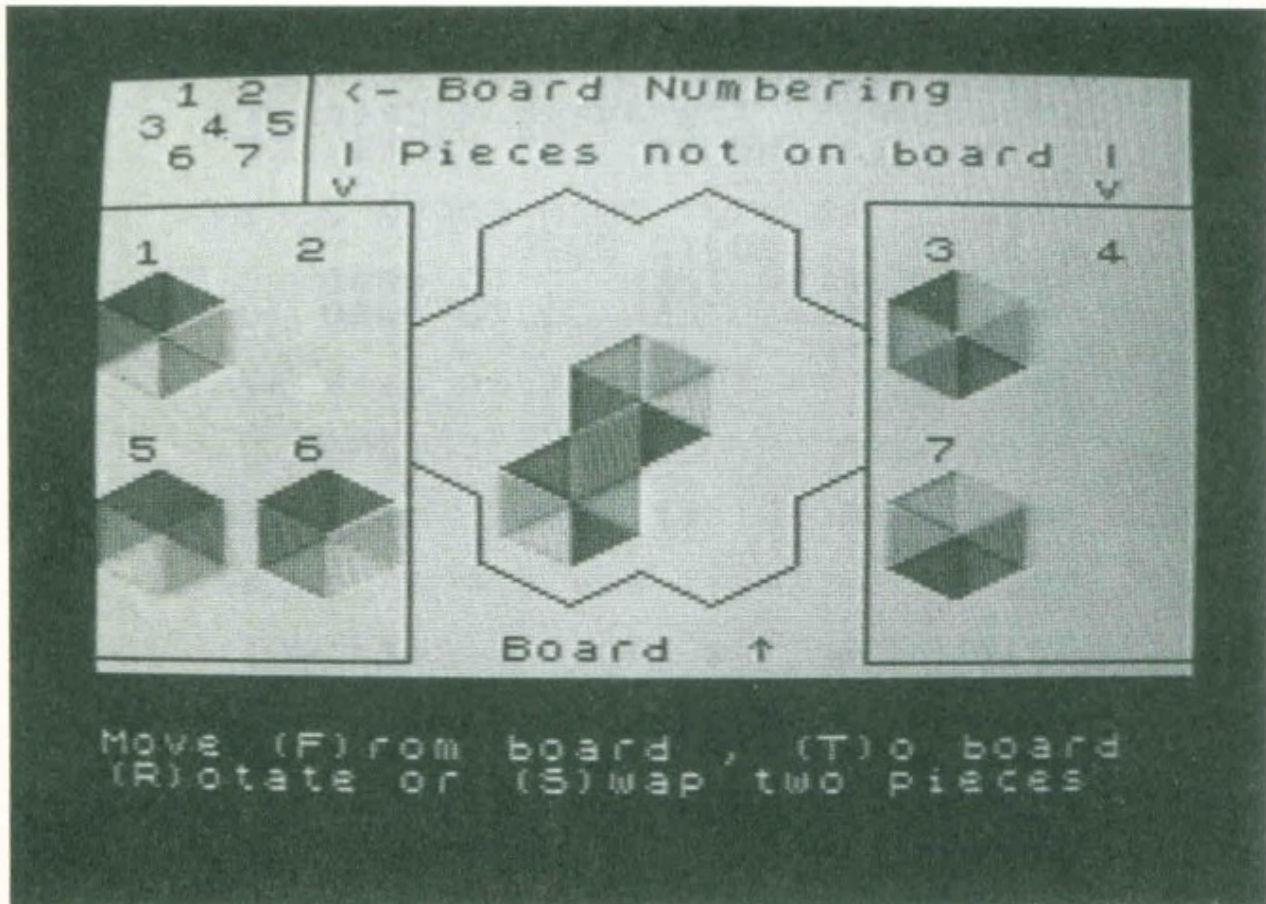 1 2
3 4 5
6 7
<- Board Numbering
| Pieces not on board |
v v
1 2
3 4
5 6
7
Board ↑
Move (F)rom board , (T)o board
(R)otate or (S)wap two pieces